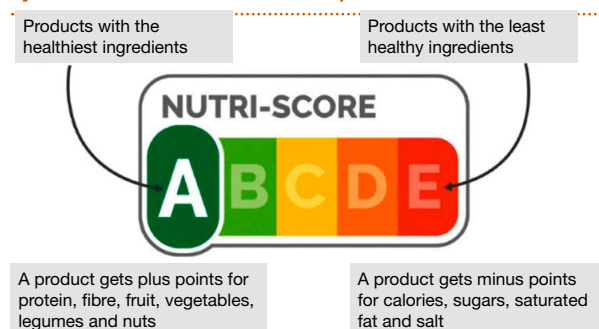 Products with the
healthiest ingredients
Products with the least
healthy ingredients
NUTRI-SCORE
A B C D E
A product gets plus points for
protein, fibre, fruit, vegetables,
legumes and nuts
A product gets minus points
for calories, sugars, saturated
fat and salt